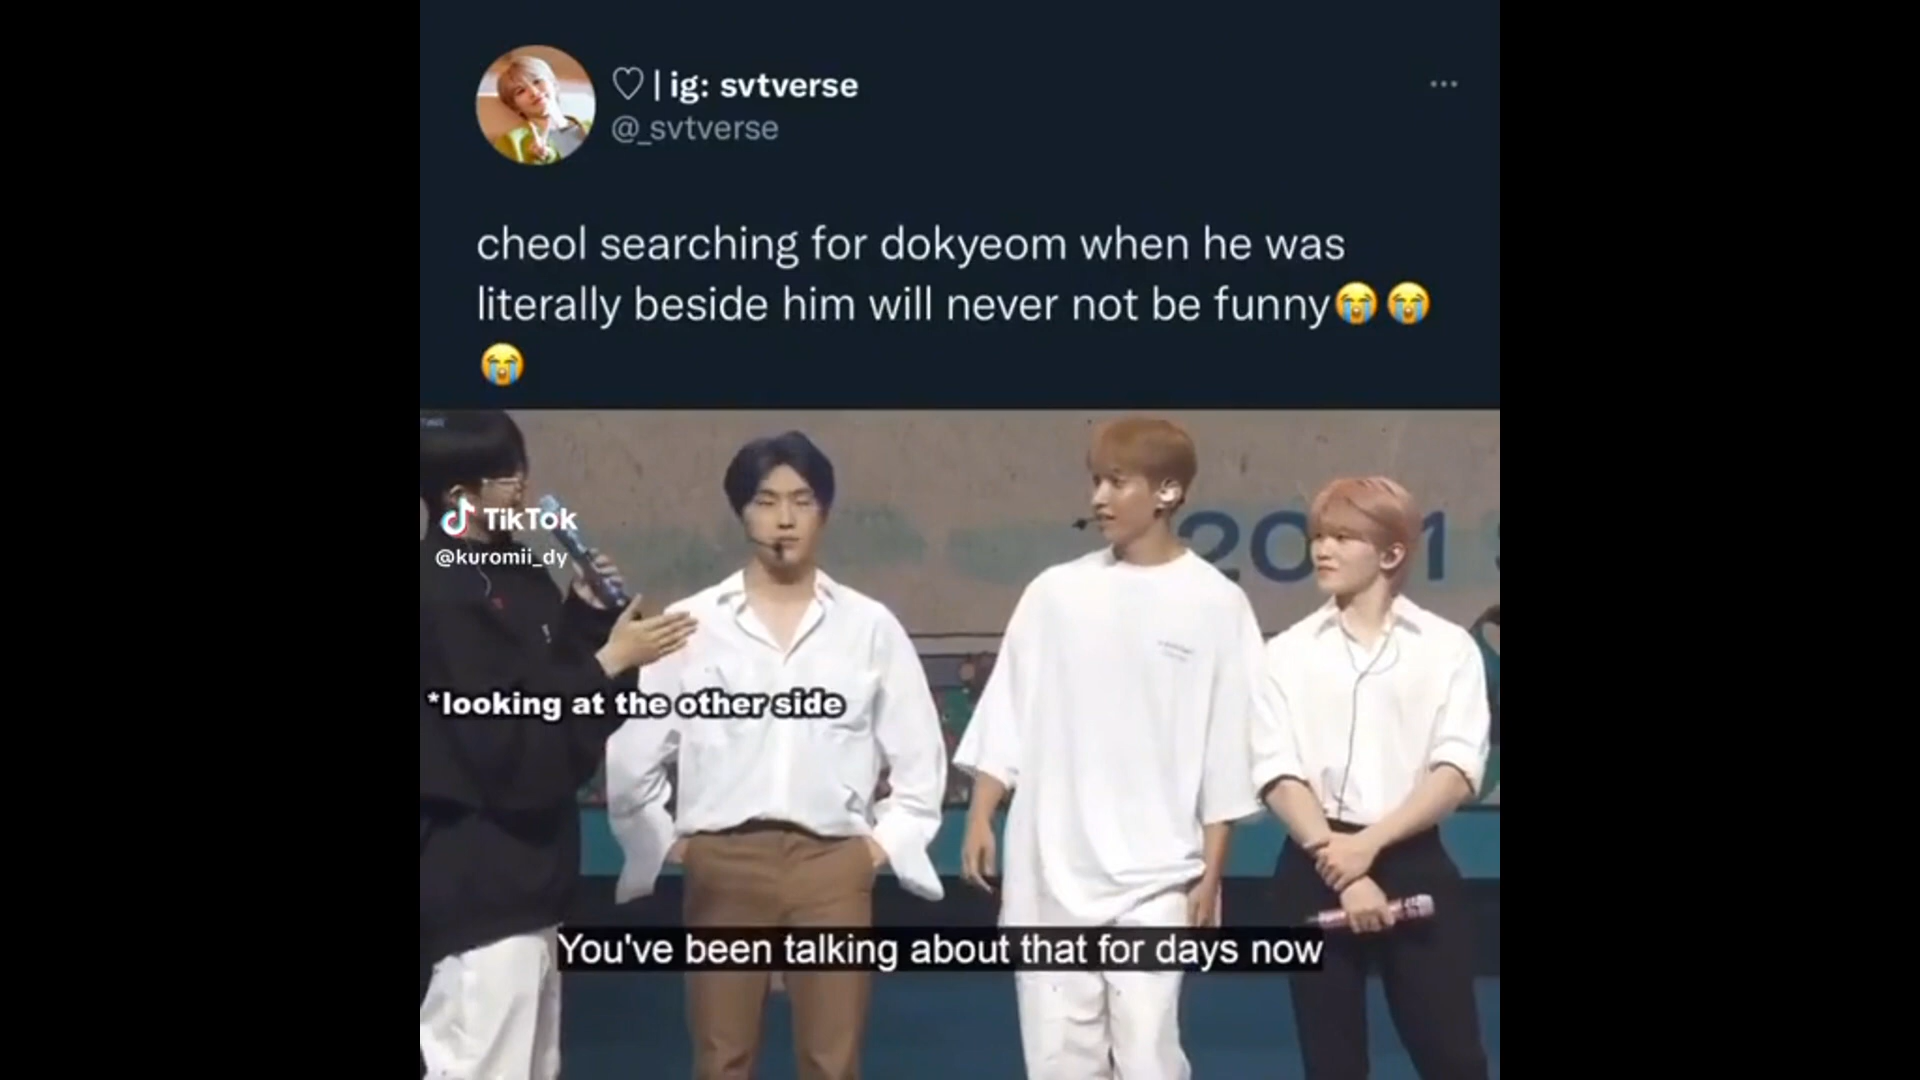 ♡ | ig: svtverse
@_svtverse
cheol searching for dokyeom when he was
literally beside him will never not be funny😭😭
😭
TikTok
@kuromii_dy
*looking at the other side
You've been talking about that for days now